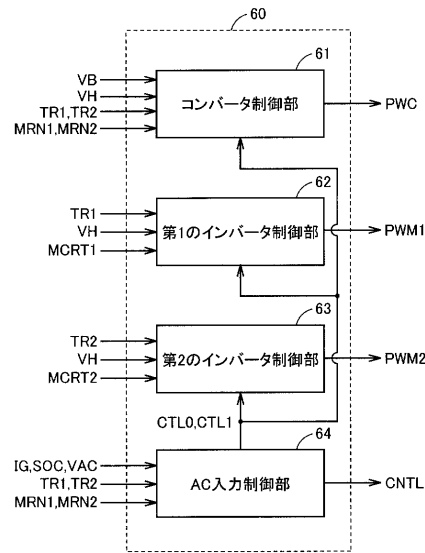 60
61
VB
VH
TR1,TR2
MRN1,MRN2
コンバータ制御部
PWC
62
TR1
VH
MCRT1
第1のインバータ制御部
PWM1
63
TR2
VH
MCRT2
第2のインバータ制御部
PWM2
CTL0,CTL1
64
IG,SOC,VAC
TR1,TR2
MRN1,MRN2
AC入力制御部
CNTL